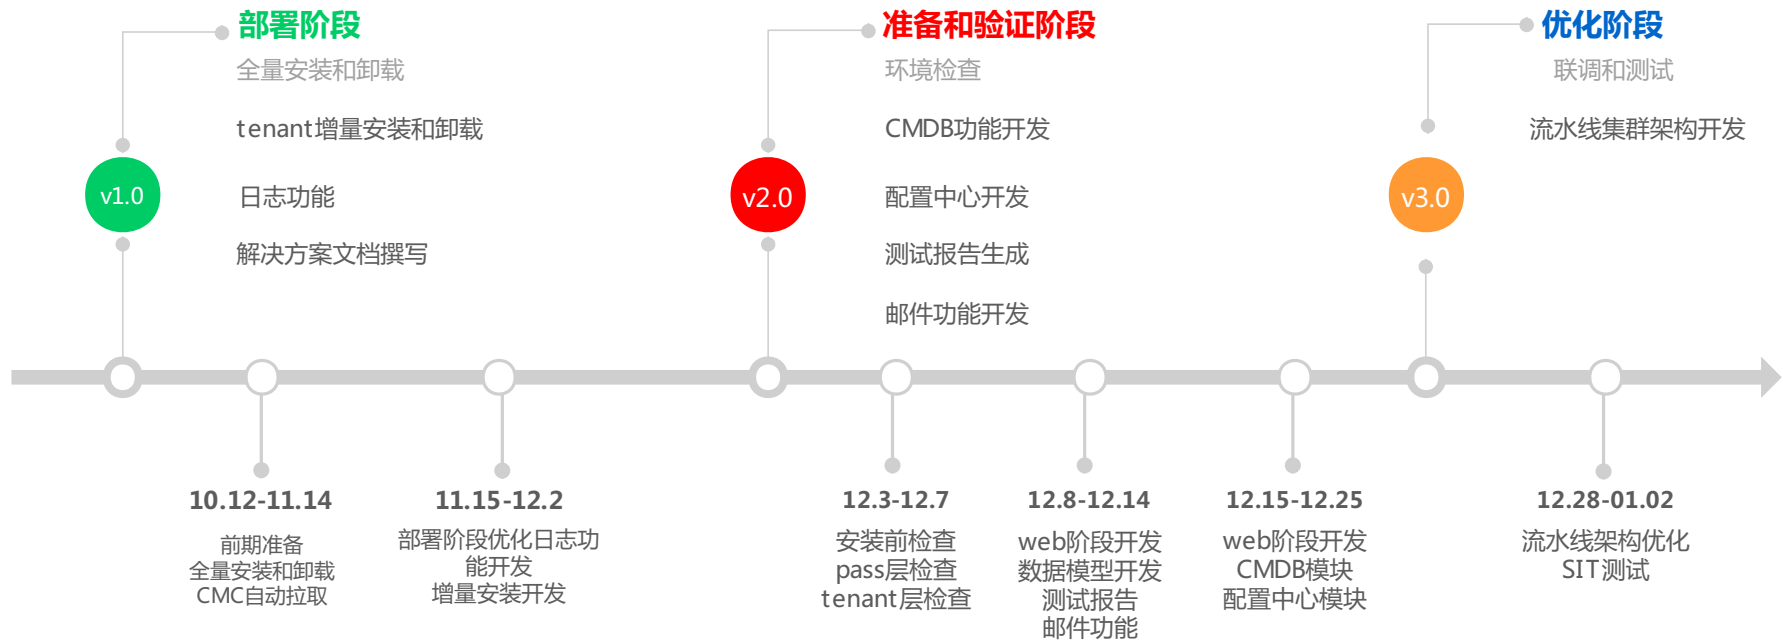 部署阶段
全量安装和卸载
tenant增量安装和卸载
v1.0
日志功能
解决方案文档撰写
准备和验证阶段
环境检查
CMDB功能开发
v2.0
配置中心开发
测试报告生成
邮件功能开发
优化阶段
联调和测试
流水线集群架构开发
v3.0
10.12-11.14
前期准备
全量安装和卸载
CMC自动拉取
11.15-12.2
部署阶段优化日志功
能开发
增量安装开发
12.3-12.7
安装前检查
pass层检查
tenant层检查
12.8-12.14
web阶段开发
数据模型开发
测试报告
邮件功能
12.15-12.25
web阶段开发
CMDB模块
配置中心模块
12.28-01.02
流水线架构优化
SIT测试